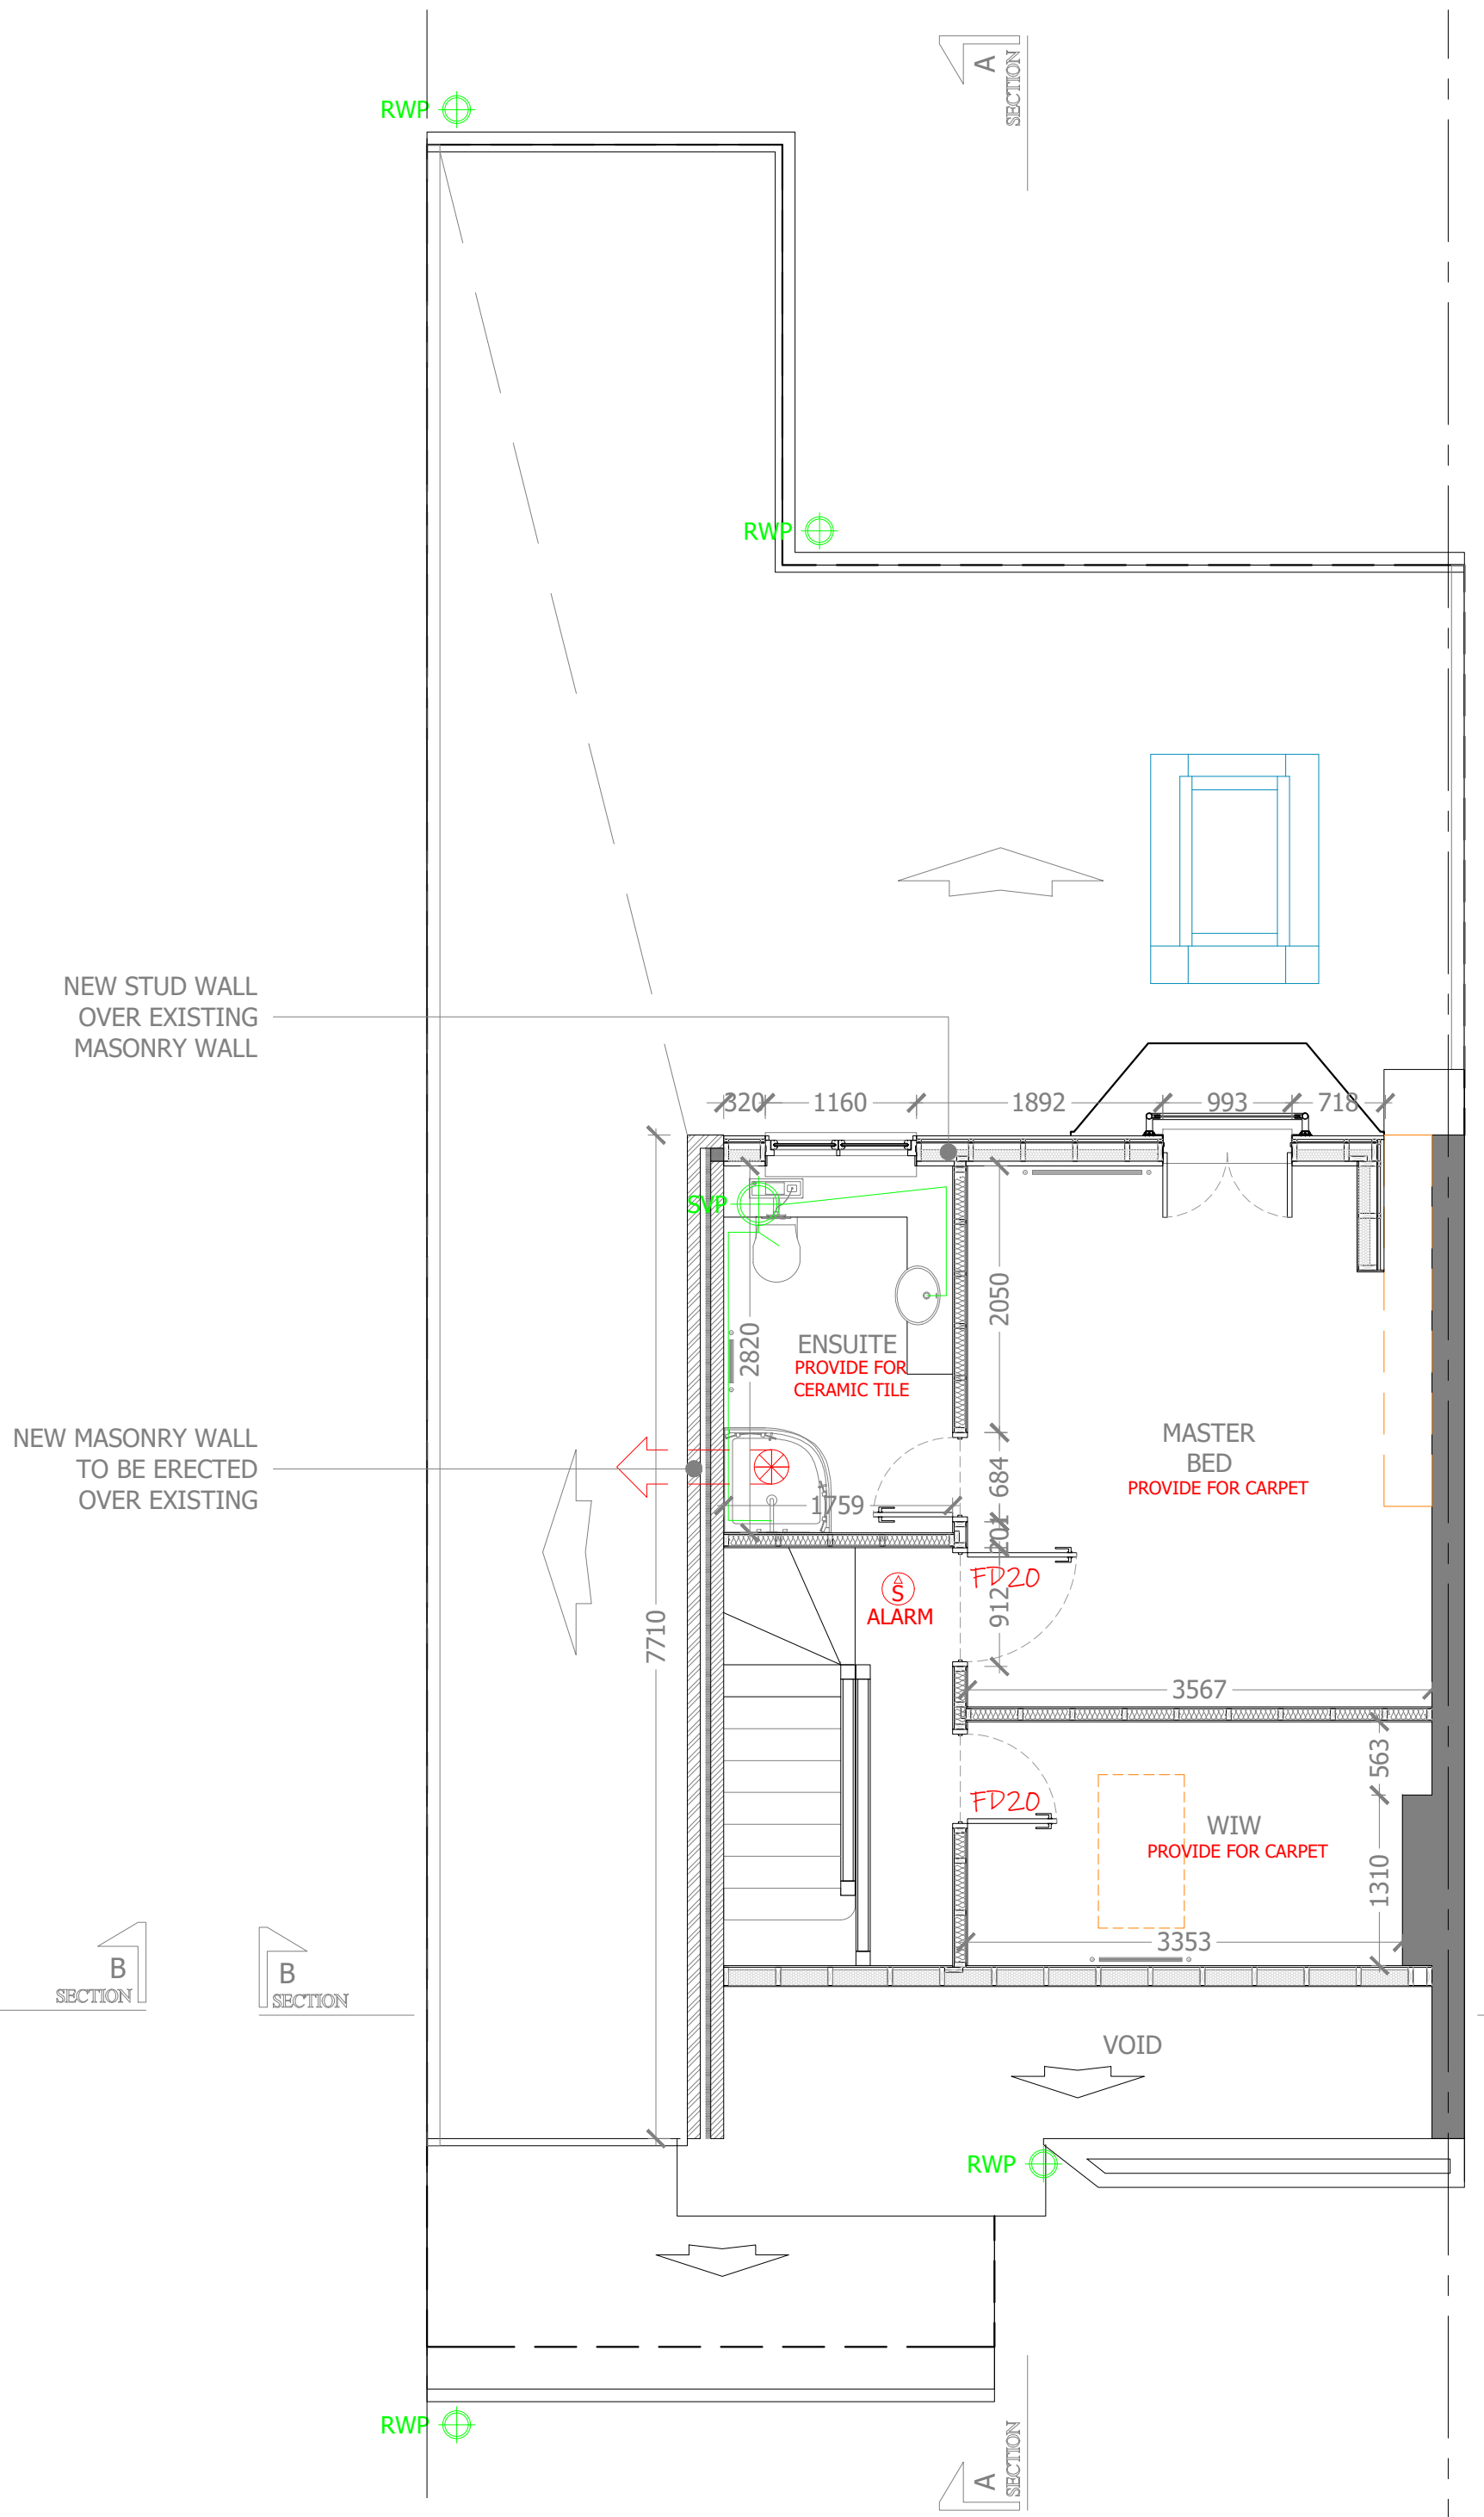 A
SECTION
RWP
RWP
NEW STUD WALL
OVER EXISTING
MASONRY WALL
320
1160
1892
993
718
SVP
2050
2820
ENSUITE
PROVIDE FOR
CERAMIC TILE
MASTER
BED
PROVIDE FOR CARPET
NEW MASONRY WALL
TO BE ERECTED
OVER EXISTING
684
1759
201
FD20
912
S
ALARM
7710
3567
563
FD20
WIW
PROVIDE FOR CARPET
1310
3353
B
SECTION
B
SECTION
VOID
RWP
RWP
A
SECTION